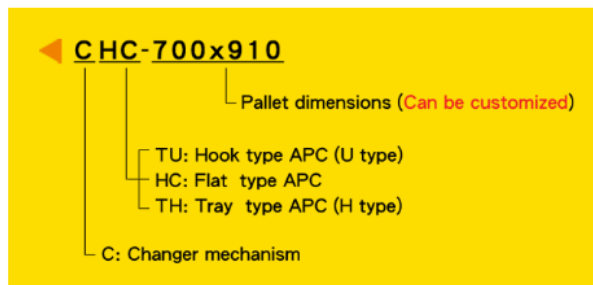 CHC-700x910
Pallet dimensions (Can be customized)
TU: Hook type APC (U type)
HC: Flat type APC
TH: Tray type APC (H type)
C: Changer mechanism